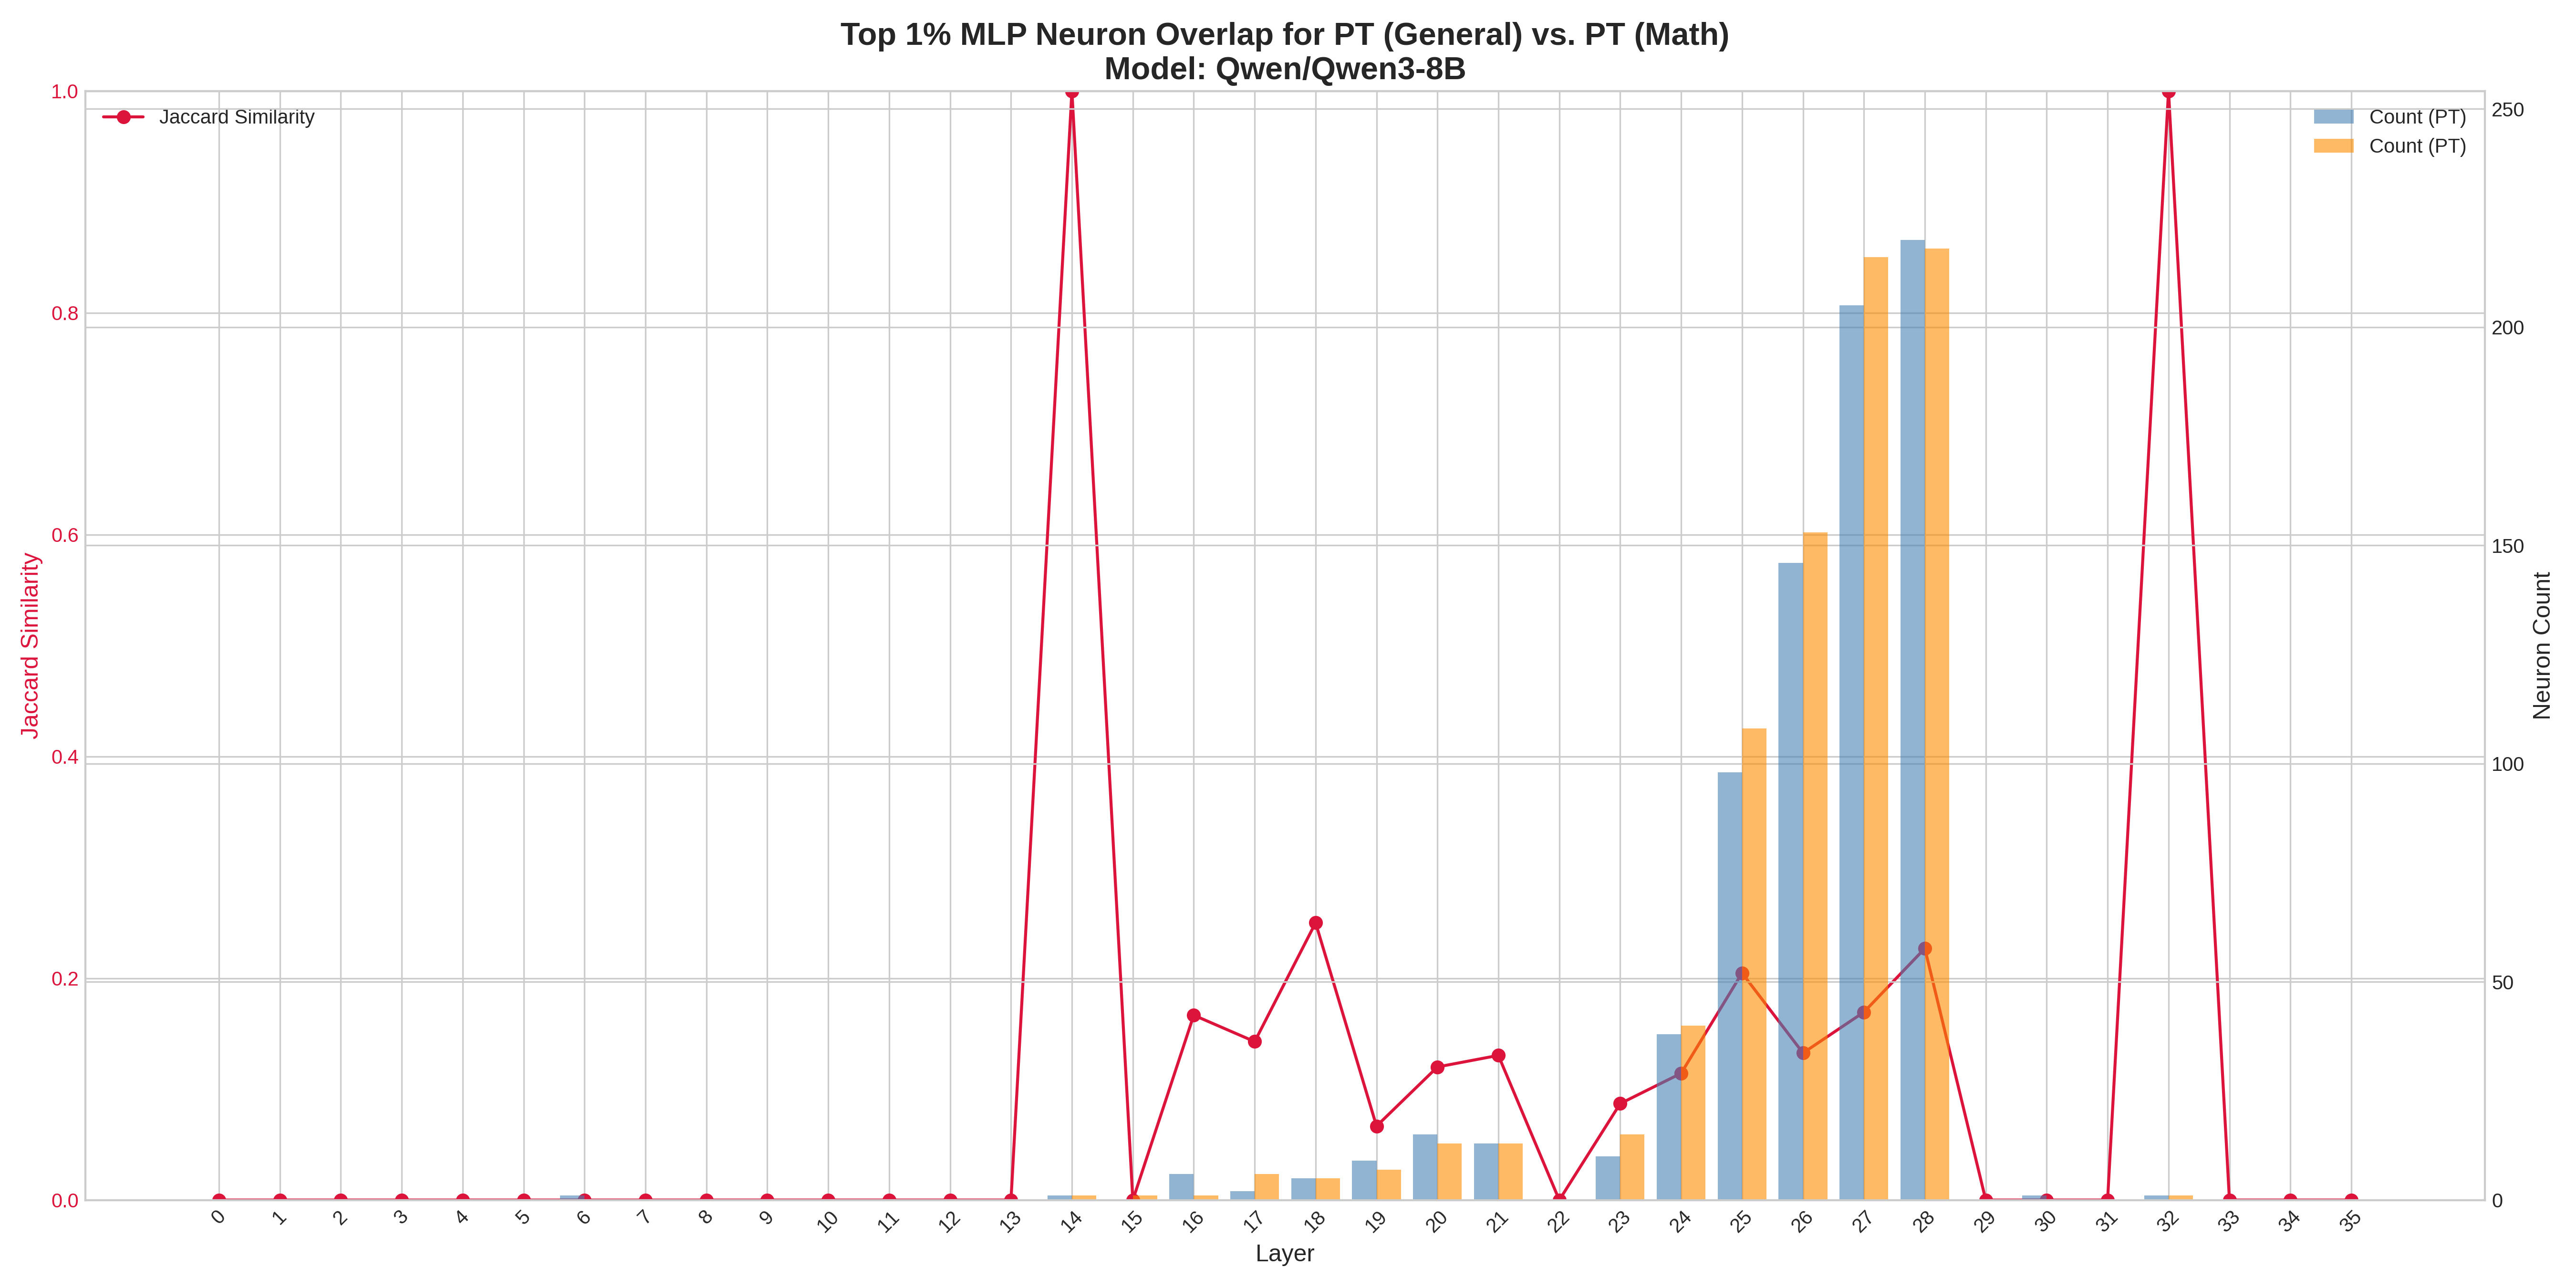 Top 1% MLP Neuron Overlap for PT (General) vs. PT (Math)
Model: Qwen/Qwen3-8B
Jaccard Similarity
Count (PT)
Count (PT)
1.0
0.8
0.6
0.4
0.2
0.0
Jaccard Similarity
250
200
150
100
50
0
Neuron Count
0 1 2 3 4 5 6 7 8 9 10 11 12 13 14 15 16 17 18 19 20 21 22 23 24 25 26 27 28 29 30 31 32 33 34 35
Layer